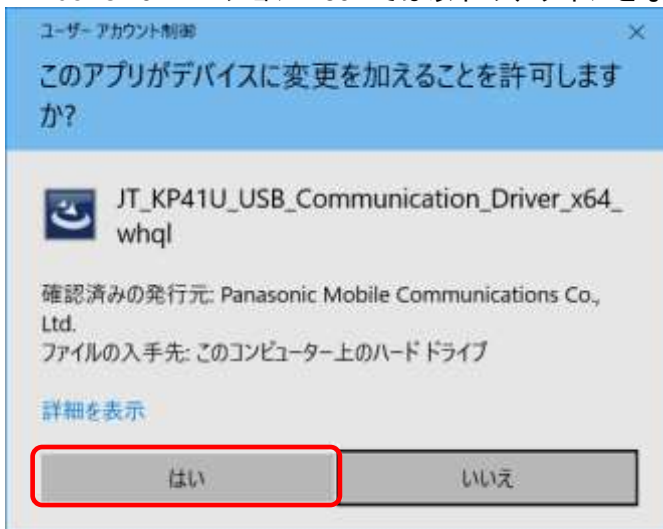 ユーザー アカウント制御
このアプリがデバイスに変更を加えることを許可します
か?
JT_KP41U_USB_Communication_Driver_x64_
whql
確認済みの発行元: Panasonic Mobile Communications Co.,
Ltd.
ファイルの入手先: このコンピューター上のハード ドライブ
詳細を表示
はい
いいえ